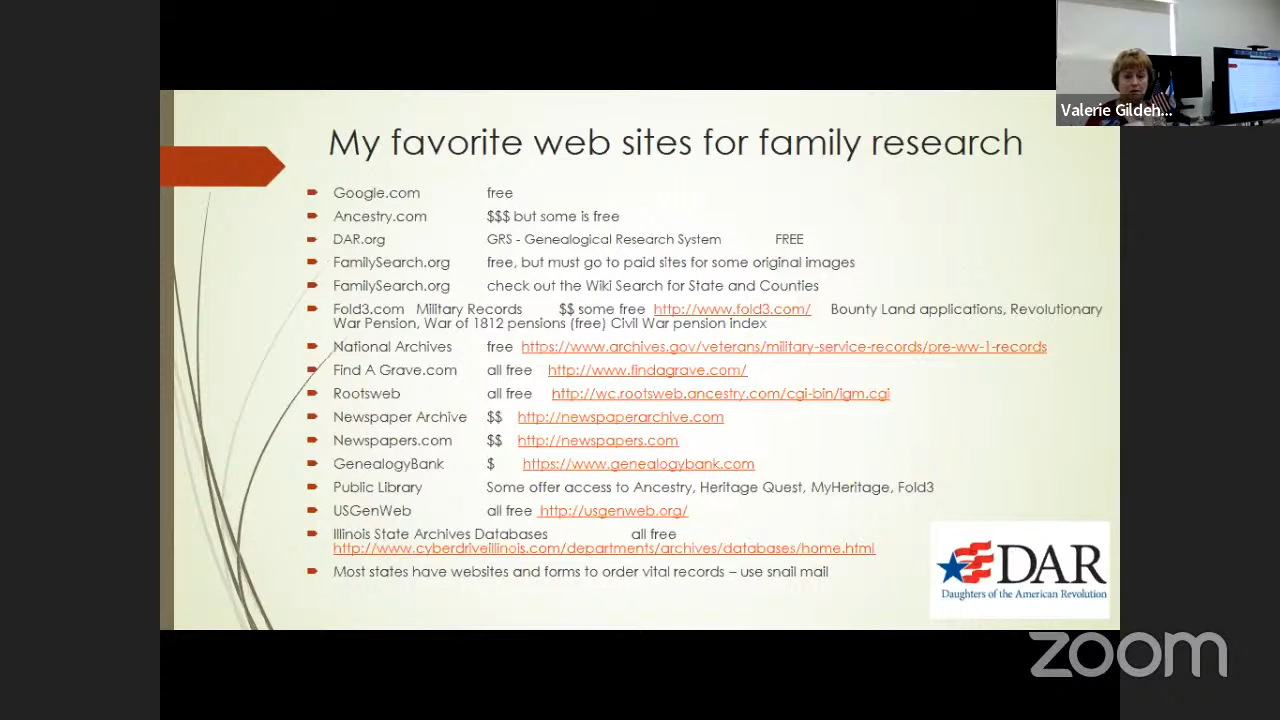 Valerie Gildeh...
My favorite web sites for family research
Google.com free
Ancestry.com $$$ but some is free
DAR.org GRS - Genealogical Research System FREE
FamilySearch.org free, but must go to paid sites for some original images
FamilySearch.org check out the Wiki Search for State and Counties
Fold3.com Military Records $$ some free http://www.fold3.com/ Bounty Land applications, Revolutionary
War Pension, War of 1812 pensions (free) Civil War pension index
National Archives free https://www.archives.gov/veterans/military-service-records/pre-ww-1-records
Find A Grave.com all free http://www.findagrave.com/
Rootsweb all free http://wc.rootsweb.ancestry.com/cgi-bin/igm.cgi
Newspaper Archive $$ http://newspaperarchive.com
Newspapers.com $$ http://newspapers.com
GenealogyBank $ https://www.genealogybank.com
Public Library Some offer access to Ancestry, Heritage Quest, MyHeritage, Fold3
USGenWeb all free http://usgenweb.org/
Illinois State Archives Databases all free
http://www.cyberdriveillinois.com/departments/archives/databases/home.html
Most states have websites and forms to order vital records – use snail mail
DAR
Daughters of the American Revolution
zoom